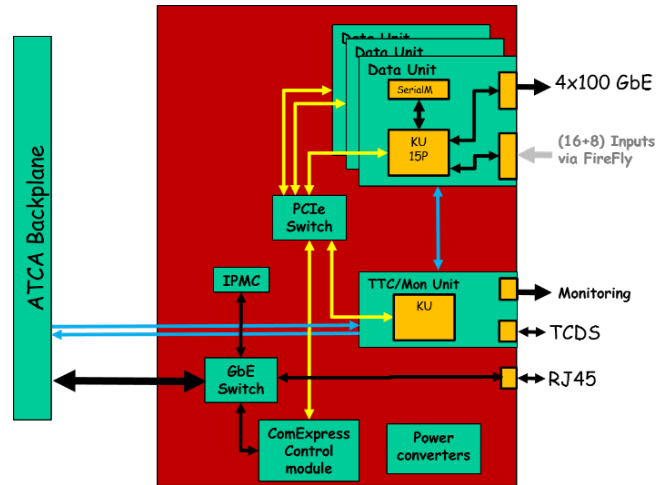 ATCA Backplane
Data Unit
Data Unit
Data Unit
SerialM
KU
15P
4x100 GbE
(16+8) Inputs
via FireFly
PCIe
Switch
IPMC
TTC/Mon Unit
KU
Monitoring
TCDS
GbE
Switch
RJ45
ComExpress
Control
module
Power
converters